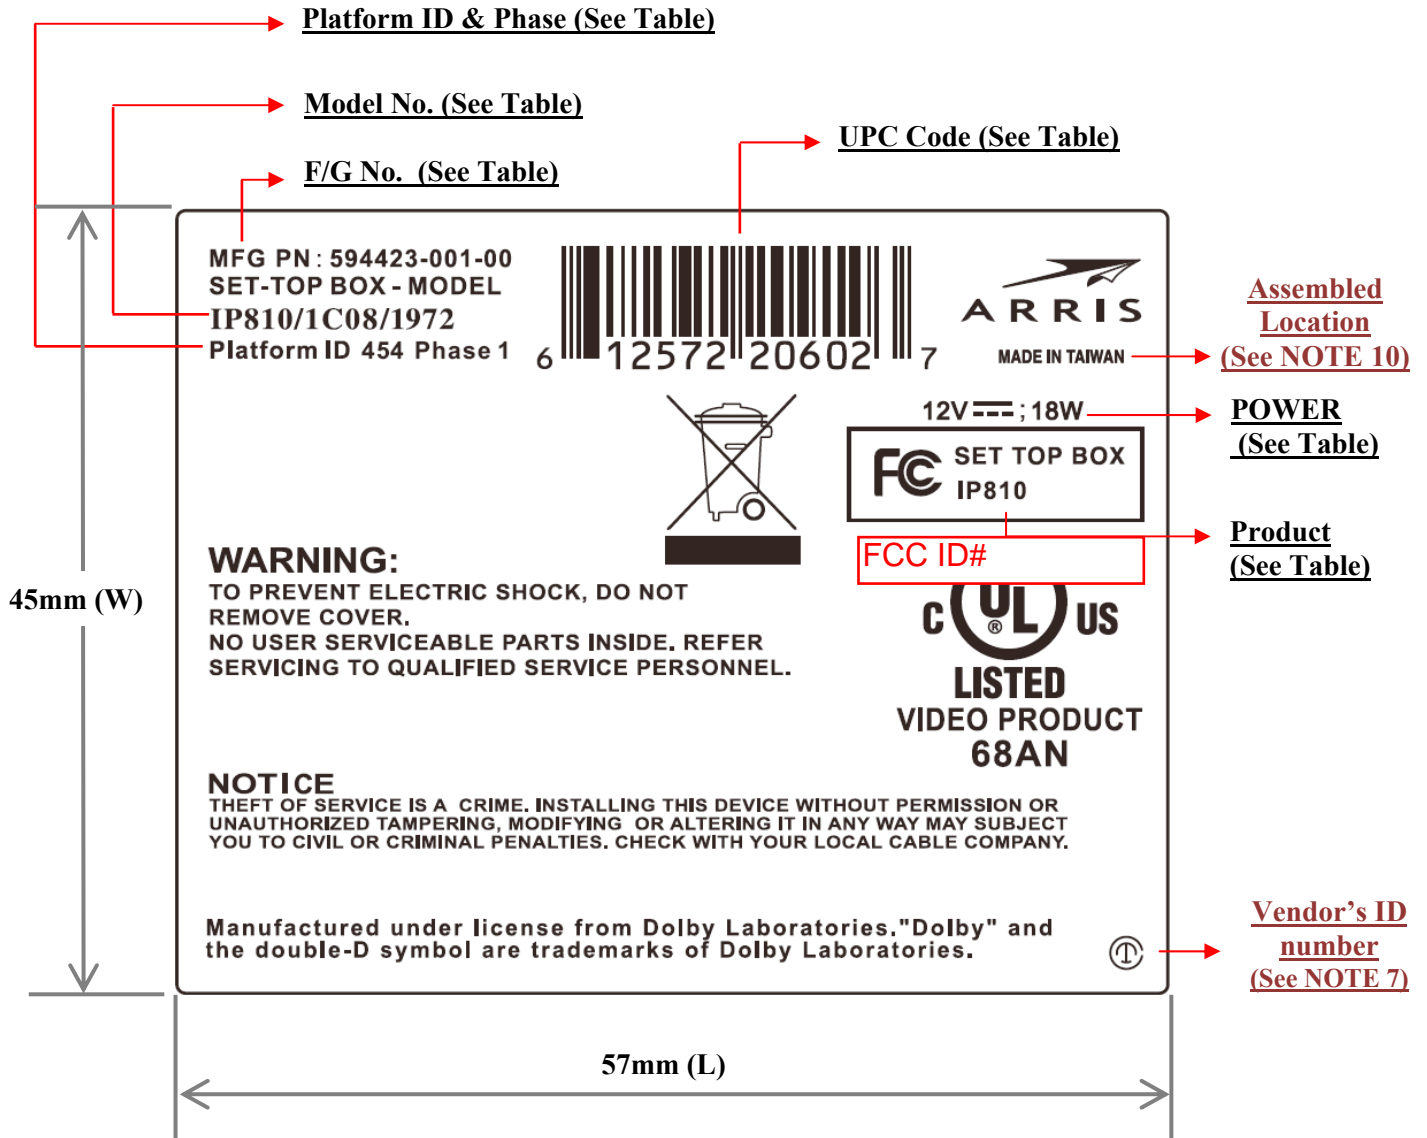 Platform ID & Phase (See Table)
Model No. (See Table)
UPC Code (See Table)
F/G No. (See Table)
MFG PN : 594423-001-00
SET-TOP BOX - MODEL
IP810/1C08/1972
Platform ID 454 Phase 1
6 12572 20602 7
ARRIS
MADE IN TAIWAN
Assembled
Location
(See NOTE 10)
12V ; 18W
POWER
(See Table)
FC SET TOP BOX
IP810
Product
(See Table)
FCC ID#
C UL ® US
LISTED
VIDEO PRODUCT
68AN
WARNING:
TO PREVENT ELECTRIC SHOCK, DO NOT
REMOVE COVER.
NO USER SERVICEABLE PARTS INSIDE. REFER
SERVICING TO QUALIFIED SERVICE PERSONNEL.
45mm (W)
NOTICE
THEFT OF SERVICE IS A CRIME. INSTALLING THIS DEVICE WITHOUT PERMISSION OR
UNAUTHORIZED TAMPERING, MODIFYING OR ALTERING IT IN ANY WAY MAY SUBJECT
YOU TO CIVIL OR CRIMINAL PENALTIES. CHECK WITH YOUR LOCAL CABLE COMPANY.
Manufactured under license from Dolby Laboratories."Dolby" and
the double-D symbol are trademarks of Dolby Laboratories.
Vendor's ID
number
(See NOTE 7)
57mm (L)